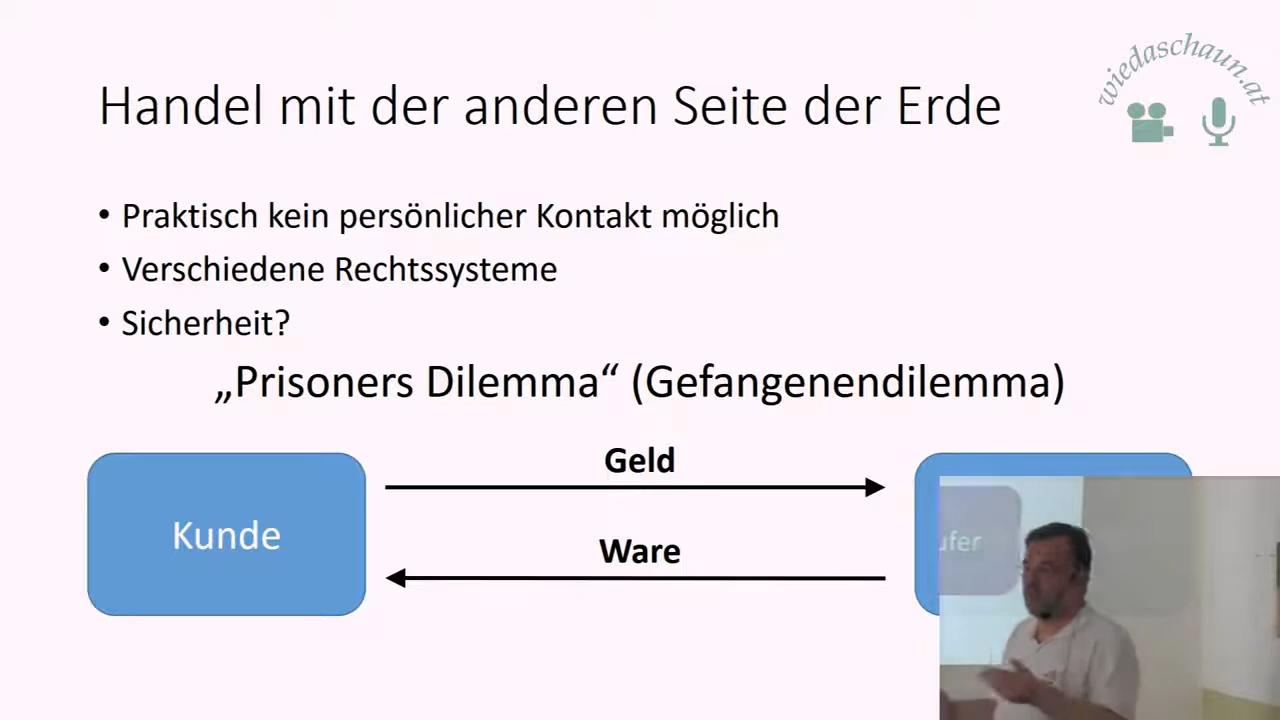 wiedaschaun.at
Handel mit der anderen Seite der Erde
• Praktisch kein persönlicher Kontakt möglich
• Verschiedene Rechtssysteme
• Sicherheit?
„Prisoners Dilemma“ (Gefangenendilemma)
Geld
Kunde
Ware
ufer